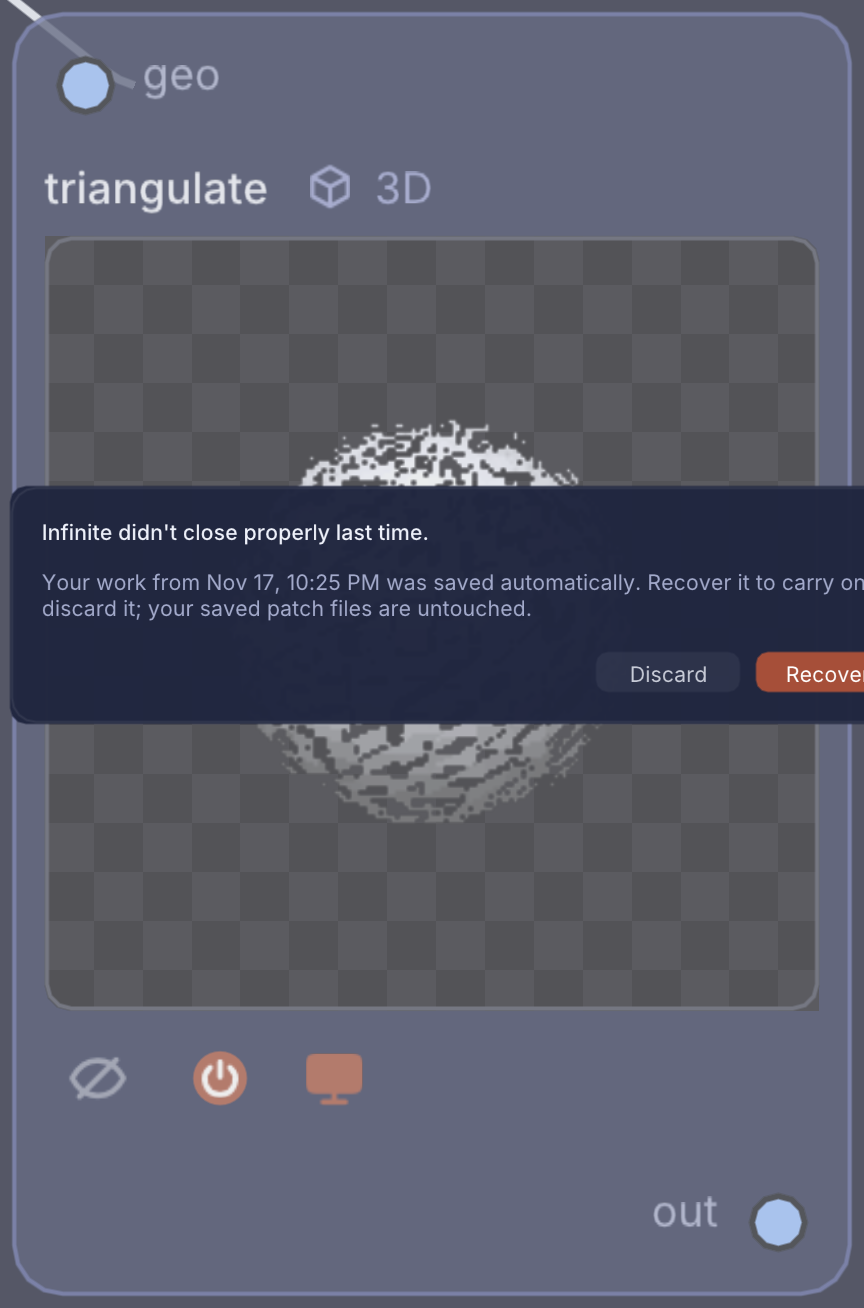 geo
triangulate 3D
Infinite didn't close properly last time.
Your work from Nov 17, 10:25 PM was saved automatically. Recover it to carry on
discard it; your saved patch files are untouched.
Discard Recover
out